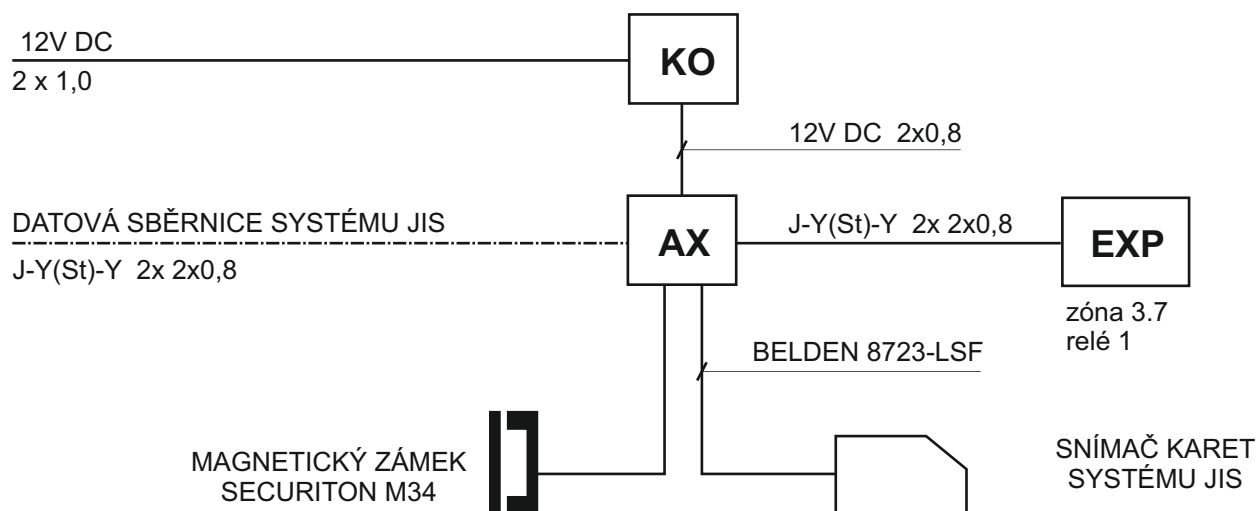 12V DC
2 x 1,0
KO
12V DC 2x0,8
DATOVÁ SBĚRNICE SYSTÉMU JIS
J-Y(St)-Y 2x 2x0,8
AX
J-Y(St)-Y 2x 2x0,8
EXP
zóna 3.7
relé 1
BELDEN 8723-LSF
MAGNETICKÝ ZÁMEK
SECURITON M34
SNÍMAČ KARET
SYSTÉMU JIS